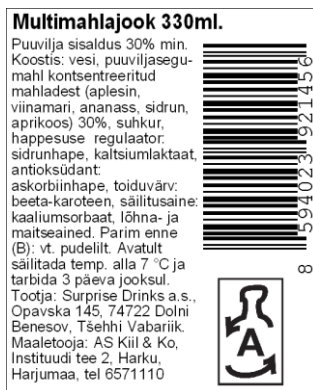 Multimahlajook 330ml.
Puuvilja sisaldus 30% min.
Koostis: vesi, puuviljasegu-
mahl kontsentreeritud
mahladest (aplesin,
viinamari, ananass, sidrun,
aprikoos) 30%, suhkur,
happesuse regulaator:
sidrunhape, kaltsiumlaktaat,
antioksüdant:
askorbiinhape, toiduvärv:
beeta-karoteen, säilitusaine:
kaaliumsorbaat, lõhna- ja
maitseained. Parim enne
(B): vt. pudelilt. Avatult
säilitada temp. alla 7 °C ja
tarbida 3 päeva jooksul.
Tootja: Surprise Drinks a.s.,
Opavska 145, 74722 Dolni
Benesov, Tšehhi Vabariik.
Maaletooja: AS Kiil & Ko,
Instituudi tee 2, Harku,
Harjumaa, tel 6571110
8 594023 921456
A